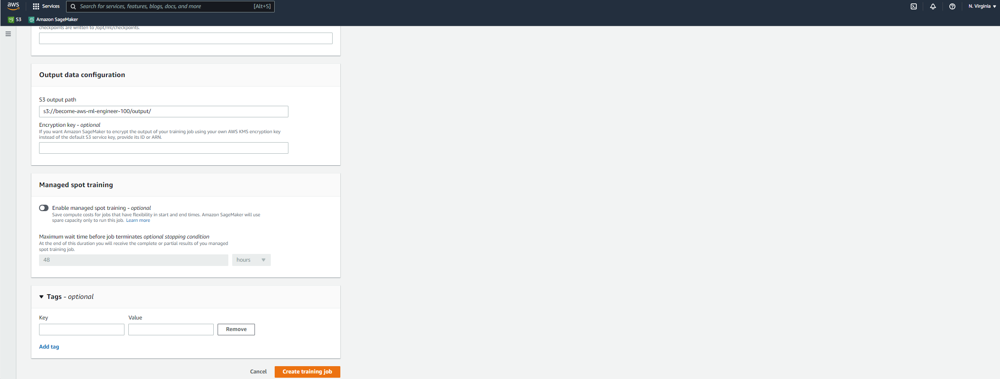 aws
Services
Search for services, features, blogs, docs, and more
[Alt+S]
N. Virginia
S3
Amazon SageMaker
checkpoints are written to /opt/ml/checkpoints.
Output data configuration
S3 output path
s3://become-aws-ml-engineer-100/output/
Encryption key - optional
If you want Amazon SageMaker to encrypt the output of your training job using your own AWS KMS encryption key
instead of the default S3 service key, provide its ID or ARN.
Managed spot training
Enable managed spot training - optional
Save compute costs for jobs that have flexibility in start and end times. Amazon SageMaker will use
spare capacity only to run this job. Learn more
Maximum wait time before job terminates optional stopping condition
At the end of this duration you will receive the complete or partial results of you managed
spot training job.
48
hours
Tags - optional
Key
Value
Remove
Add tag
Cancel
Create training job